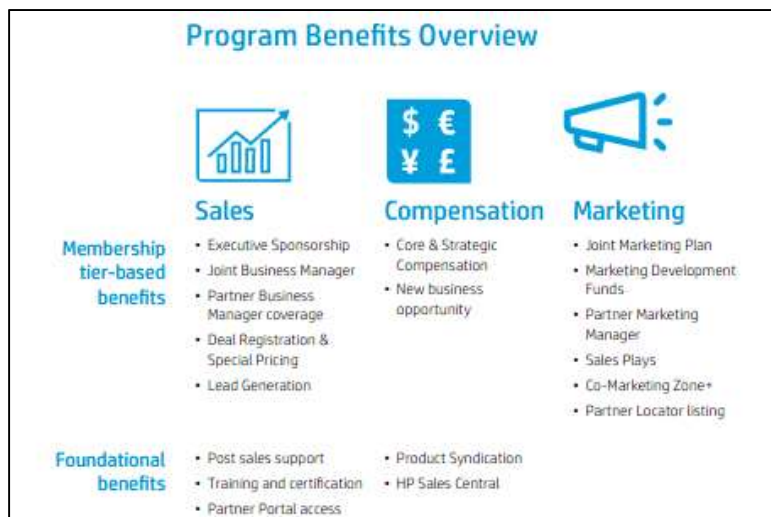 Program Benefits Overview
$ €
¥ £
Sales
Compensation
Marketing
Membership
tier-based
benefits
• Executive Sponsorship
• Joint Business Manager
• Partner Business
Manager coverage
• Deal Registration &
Special Pricing
• Lead Generation
• Core & Strategic
Compensation
• New business
opportunity
• Joint Marketing Plan
• Marketing Development
Funds
• Partner Marketing
Manager
• Sales Plays
• Co-Marketing Zone+
• Partner Locator listing
Foundational
benefits
• Post sales support
• Training and certification
• Partner Portal access
• Product Syndication
• HP Sales Central